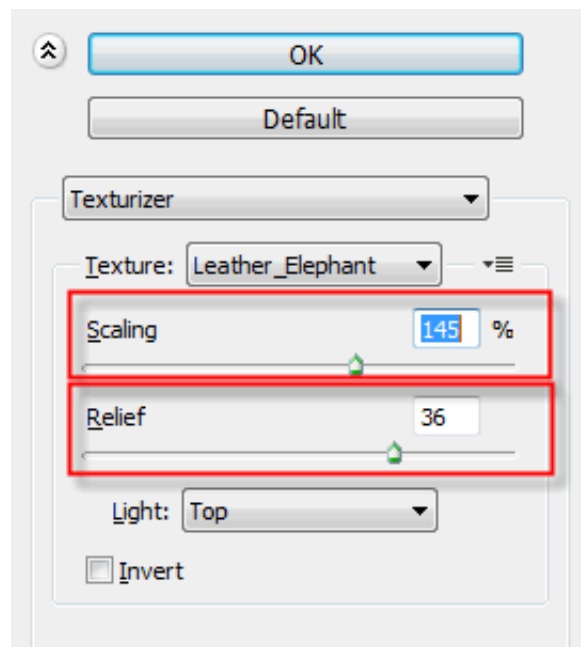 OK
Default
Texturizer
Texture: Leather_Elephant
Scaling 145 %
Relief 36
Light: Top
Invert